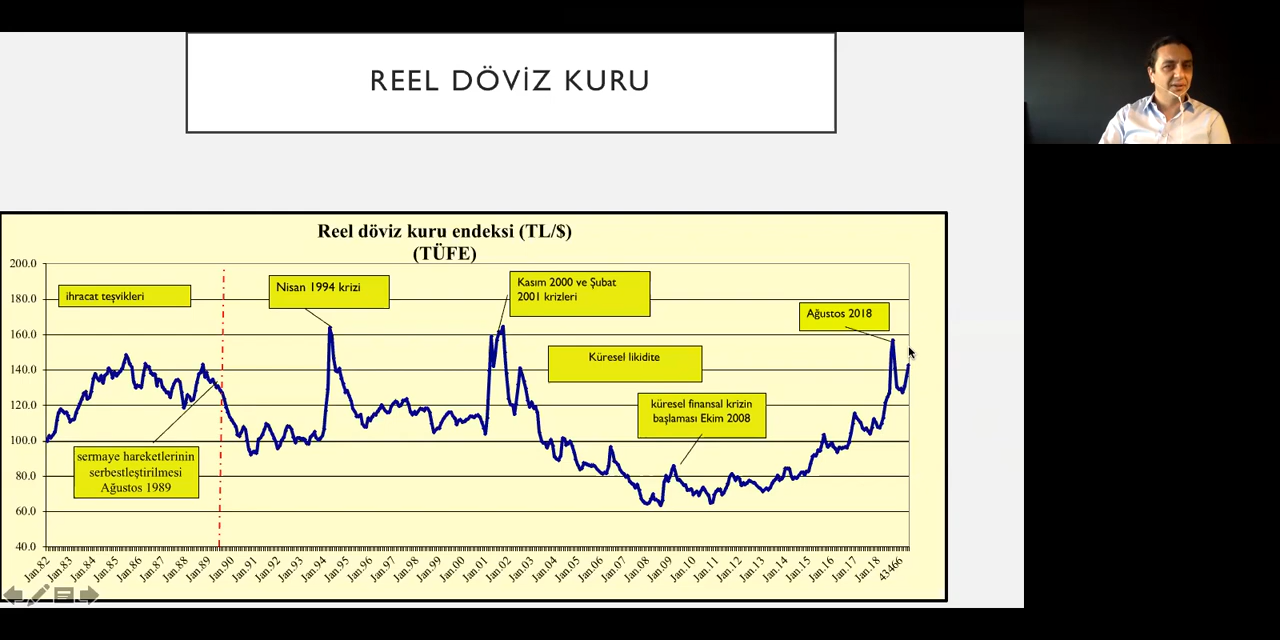 REEL DÖVİZ KURU
Reel döviz kuru endeksi (TL/$)
(TÜFE)
200.0
180.0
160.0
140.0
120.0
100.0
80.0
60.0
40.0
ihracat teşvikleri
Nisan 1994 krizi
Kasım 2000 ve Şubat
2001 krizleri
Ağustos 2018
Küresel likidite
küresel finansal krizin
başlaması Ekim 2008
sermaye hareketlerinin
serbestleştirilmesi
Ağustos 1989
Jan.82
Jan.83
Jan.84
Jan.85
Jan.86
Jan.87
Jan.88
Jan.89
Jan.90
Jan.91
Jan.92
Jan.93
Jan.94
Jan.95
Jan.96
Jan.97
Jan.98
Jan.99
Jan.00
Jan.01
Jan.02
Jan.03
Jan.04
Jan.05
Jan.06
Jan.07
Jan.08
Jan.09
Jan.10
Jan.11
Jan.12
Jan.13
Jan.14
Jan.15
Jan.16
Jan.17
Jan.18
43466